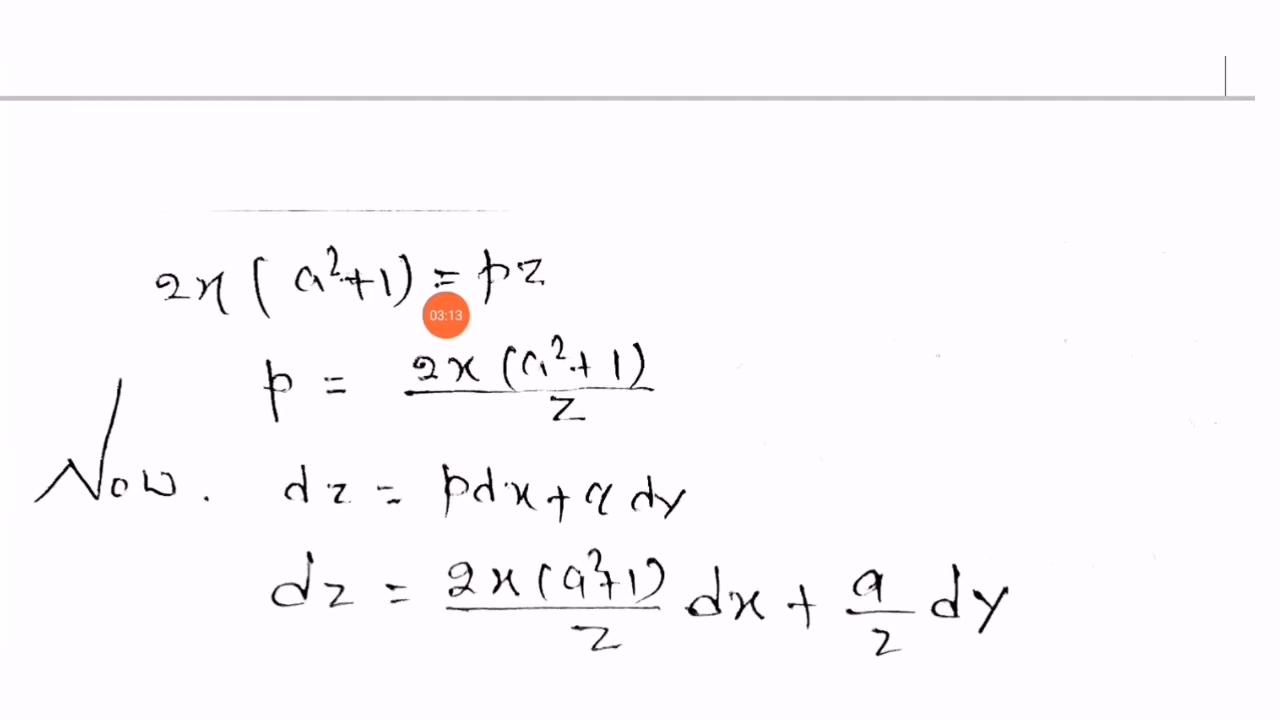 2x ( a²+1) = pz
03:13
p = 2x (a²+1) / z
Now. dz = pdx + q dy
dz = 2x(a²+1) / z dx + a / z dy